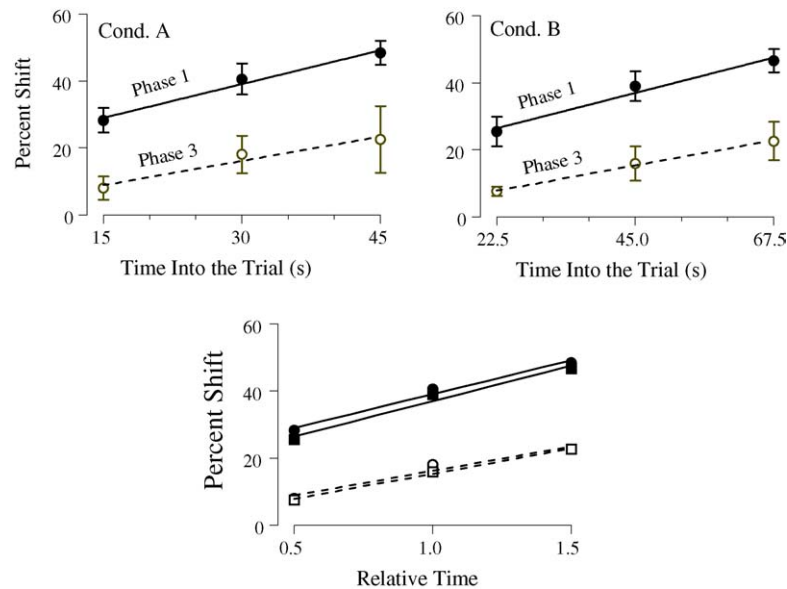 60
Cond. A
40
Phase 1
Percent Shift
20
Phase 3
0
15
30
45
Time Into the Trial (s)
60
Cond. B
40
Phase 1
20
Phase 3
0
22.5
45.0
67.5
Time Into the Trial (s)
60
40
Percent Shift
20
0
0.5
1.0
1.5
Relative Time